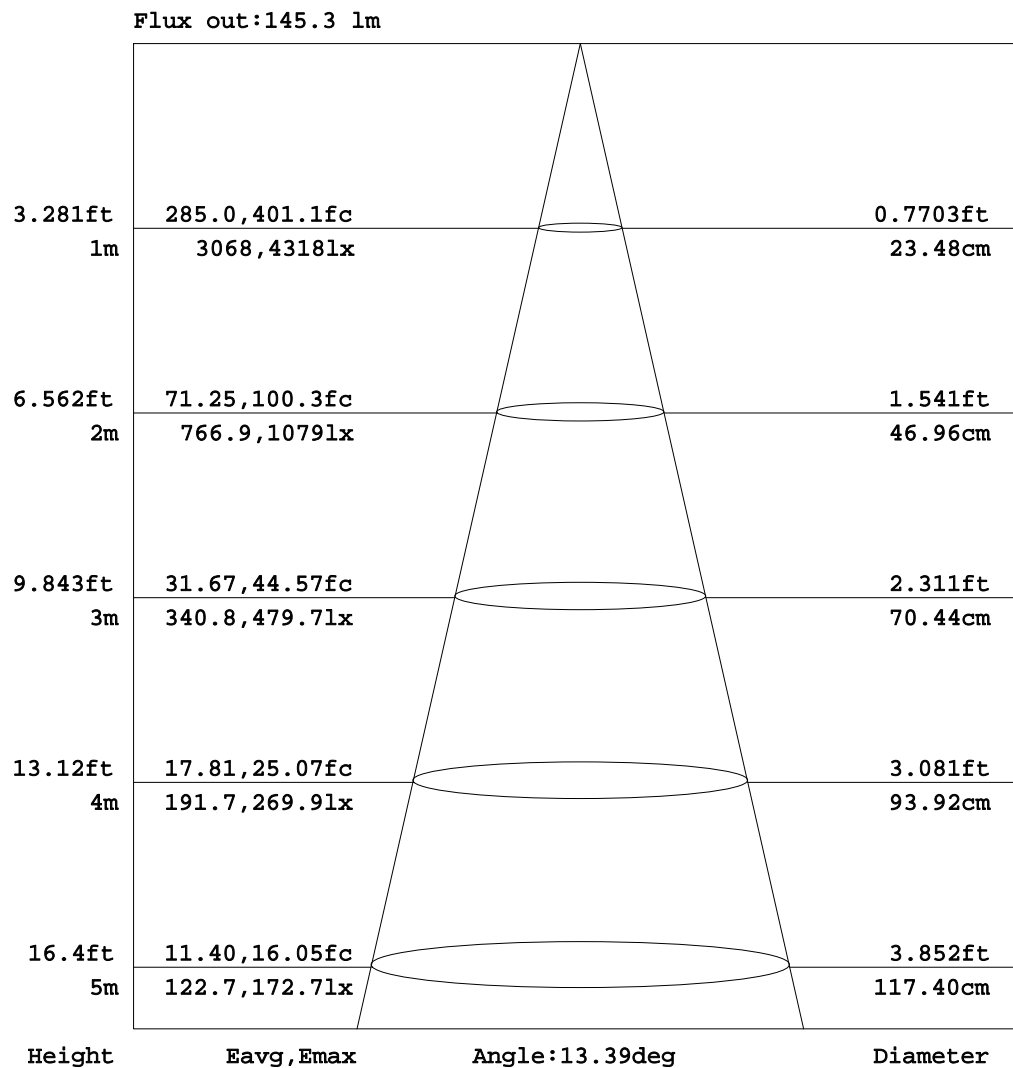 Flux out:145.3 lm
3.281ft 285.0,401.1fc 0.7703ft
1m 3068,4318lx 23.48cm
6.562ft 71.25,100.3fc 1.541ft
2m 766.9,1079lx 46.96cm
9.843ft 31.67,44.57fc 2.311ft
3m 340.8,479.7lx 70.44cm
13.12ft 17.81,25.07fc 3.081ft
4m 191.7,269.9lx 93.92cm
16.4ft 11.40,16.05fc 3.852ft
5m 122.7,172.7lx 117.40cm
Height Eavg,Emax Angle:13.39deg Diameter